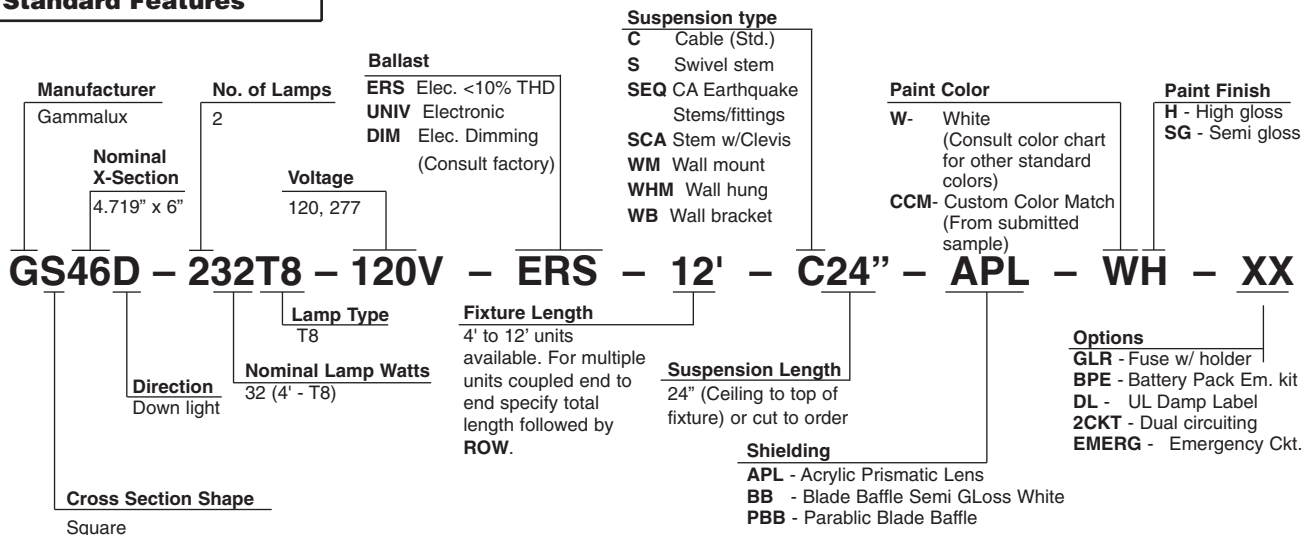 Standard Features
Manufacturer
Gammalux
Nominal
X-Section
4.719” x 6”
No. of Lamps
2
Voltage
120, 277
Ballast
ERS Elec. <10% THD
UNIV Electronic
DIM Elec. Dimming
(Consult factory)
Suspension type
C Cable (Std.)
S Swivel stem
SEQ CA Earthquake
Stems/fittings
SCA Stem w/Clevis
WM Wall mount
WHM Wall hung
WB Wall bracket
Paint Color
W- White
(Consult color chart
for other standard
colors)
CCM- Custom Color Match
(From submitted
sample)
Paint Finish
H - High gloss
SG - Semi gloss
GS46D – 232T8 – 120V – ERS – 12' – C24” – APL – WH – XX
Cross Section Shape
Square
Direction
Down light
Nominal Lamp Watts
32 (4' - T8)
Lamp Type
T8
Fixture Length
4' to 12’ units
available. For multiple
units coupled end to
end specify total
length followed by
ROW.
Suspension Length
24” (Ceiling to top of
fixture) or cut to order
Shielding
APL - Acrylic Prismatic Lens
BB - Blade Baffle Semi GLoss White
PBB - Parablic Blade Baffle
Options
GLR - Fuse w/ holder
BPE - Battery Pack Em. kit
DL - UL Damp Label
2CKT - Dual circuiting
EMERG - Emergency Ckt.